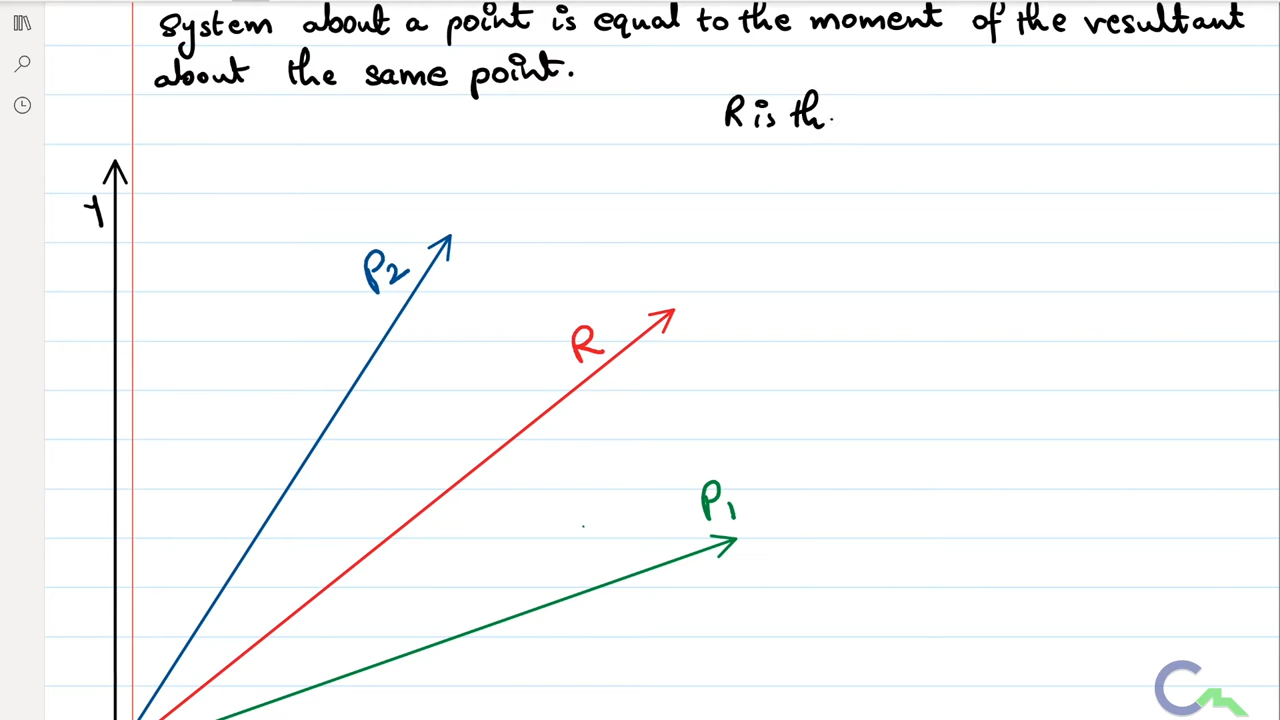 system about a point is equal to the moment of the resultant
about the same point.
R is th.
Y
P2
R
P1